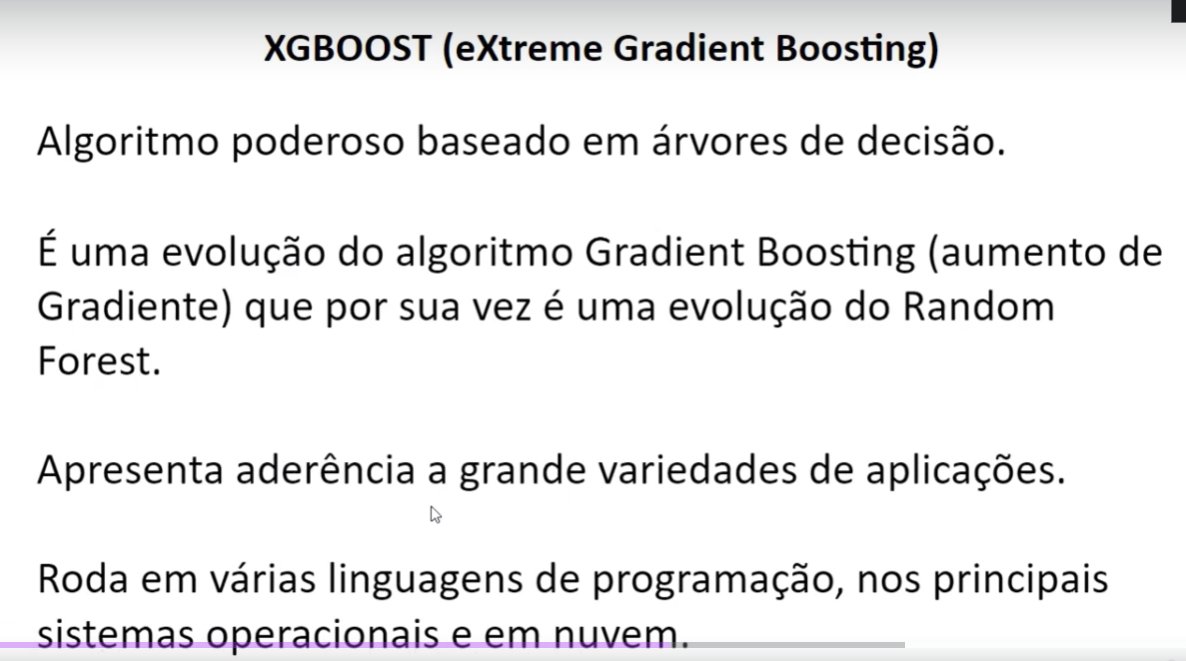 XGBOOST (eXtreme Gradient Boosting)
Algoritmo poderoso baseado em árvores de decisão.
É uma evolução do algoritmo Gradient Boosting (aumento de
Gradiente) que por sua vez é uma evolução do Random
Forest.
Apresenta aderência a grande variedades de aplicações.
Roda em várias linguagens de programação, nos principais
sistemas operacionais e em nuvem.